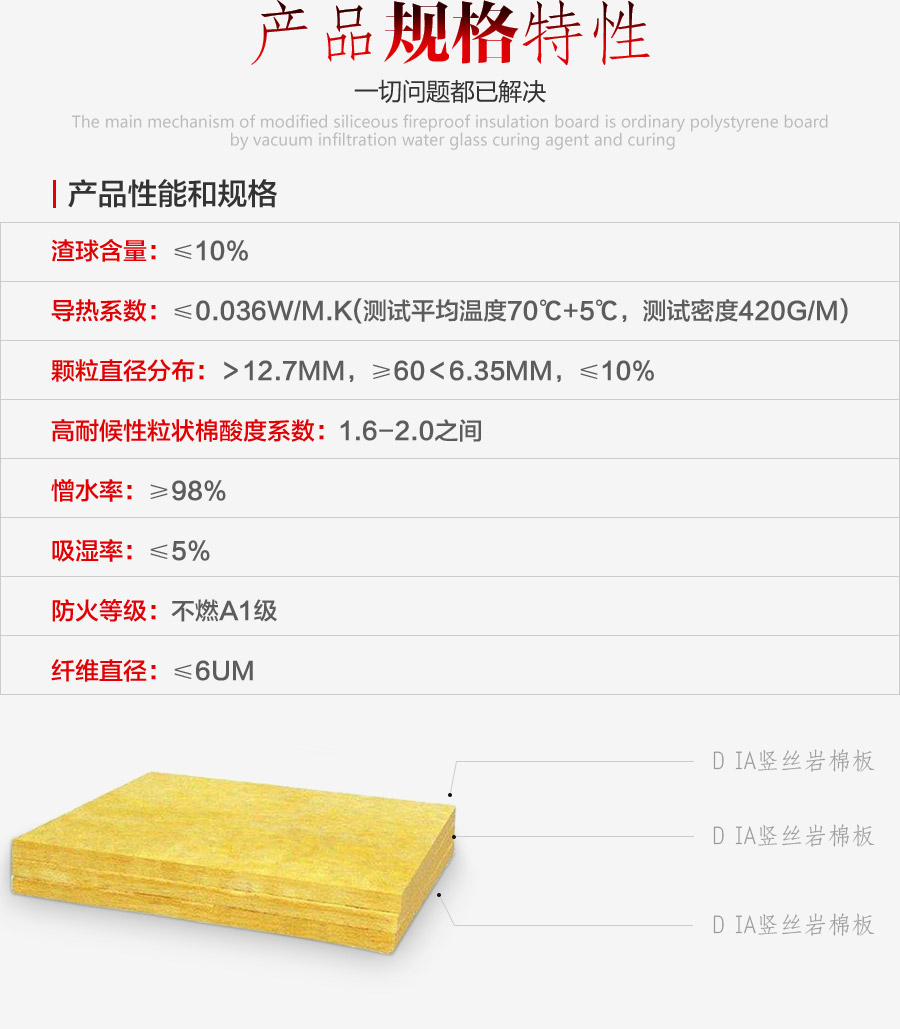 产品规格特性
一切问题都已解决
The main mechanism of modified siliceous fireproof insulation board is ordinary polystyrene board
by vacuum infiltration water glass curing agent and curing
产品性能和规格
渣球含量：≤10%
导热系数：≤0.036W/M.K(测试平均温度70℃+5℃，测试密度420G/M)
颗粒直径分布：>12.7MM，≥60<6.35MM，≤10%
高耐候性粒状棉酸度系数：1.6-2.0之间
憎水率：≥98%
吸湿率：≤5%
防火等级：不燃A1级
纤维直径：≤6UM
D IA竖丝岩棉板
D IA竖丝岩棉板
D IA竖丝岩棉板